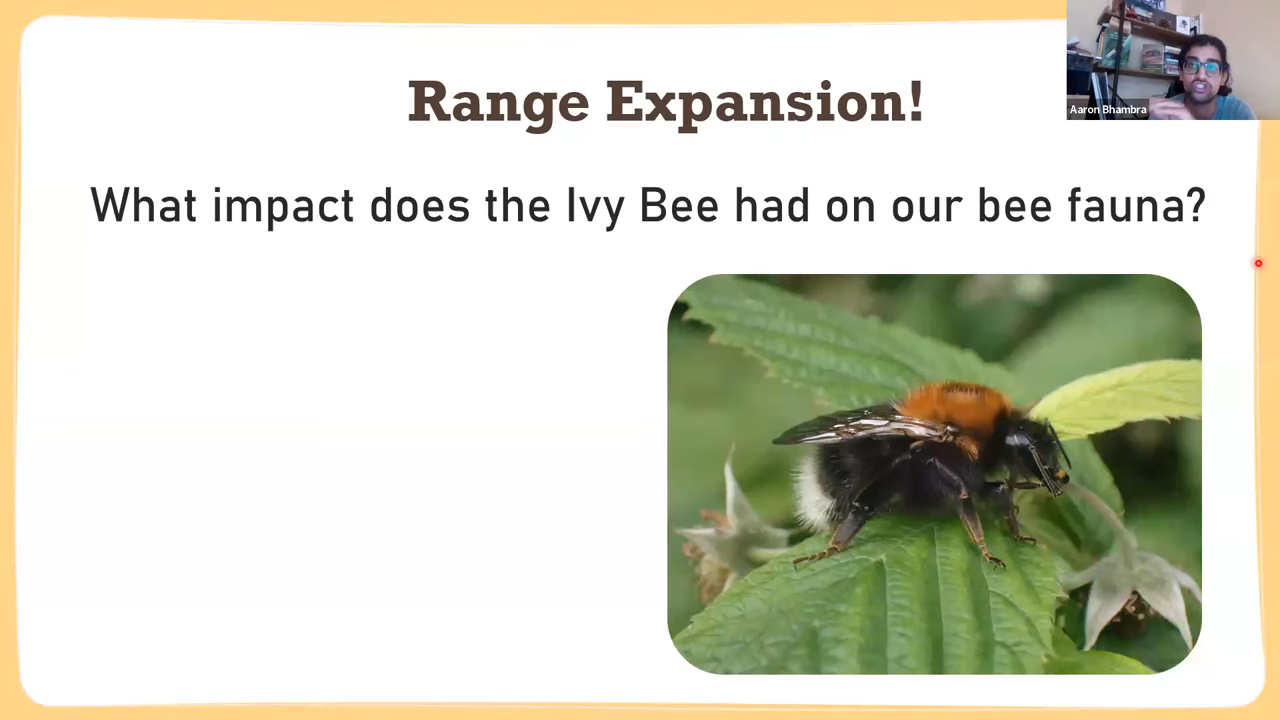 Range Expansion!
Aaron Bhambra
What impact does the Ivy Bee had on our bee fauna?